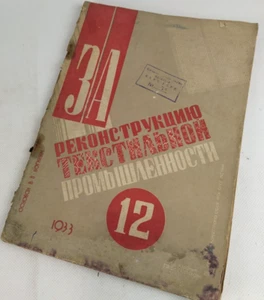 ЗА
РЕКОНСТРУКЦИЮ
ТЕКСТИЛЬНОЙ
ПРОМЫШЛЕННОСТИ
12
1933